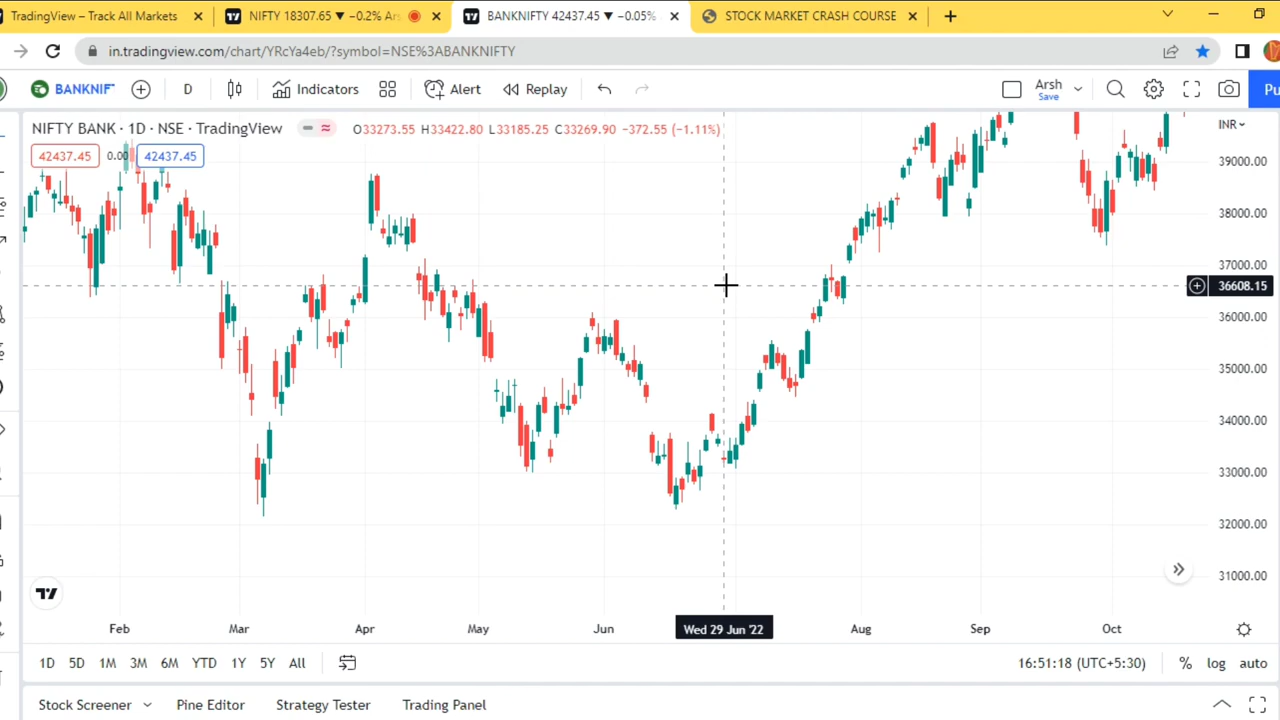 TradingView – Track All Markets
NIFTY 18307.65 ▼ −0.2% Ars
BANKNIFTY 42437.45 ▼ −0.05%
STOCK MARKET CRASH COURSE
in.tradingview.com/chart/YRcYa4eb/?symbol=NSE%3ABANKNIFTY
BANKNIF
D
Indicators
Alert
Replay
Arsh
Save
Pu
NIFTY BANK · 1D · NSE · TradingView
O33273.55 H33422.80 L33185.25 C33269.90 −372.55 (−1.11%)
INR
42437.45 0.00 42437.45
39000.00
38000.00
37000.00
36608.15
36000.00
35000.00
34000.00
33000.00
32000.00
31000.00
Feb Mar Apr May Jun Wed 29 Jun '22 Aug Sep Oct
1D 5D 1M 3M 6M YTD 1Y 5Y All
16:51:18 (UTC+5:30) % log auto
Stock Screener Pine Editor Strategy Tester Trading Panel